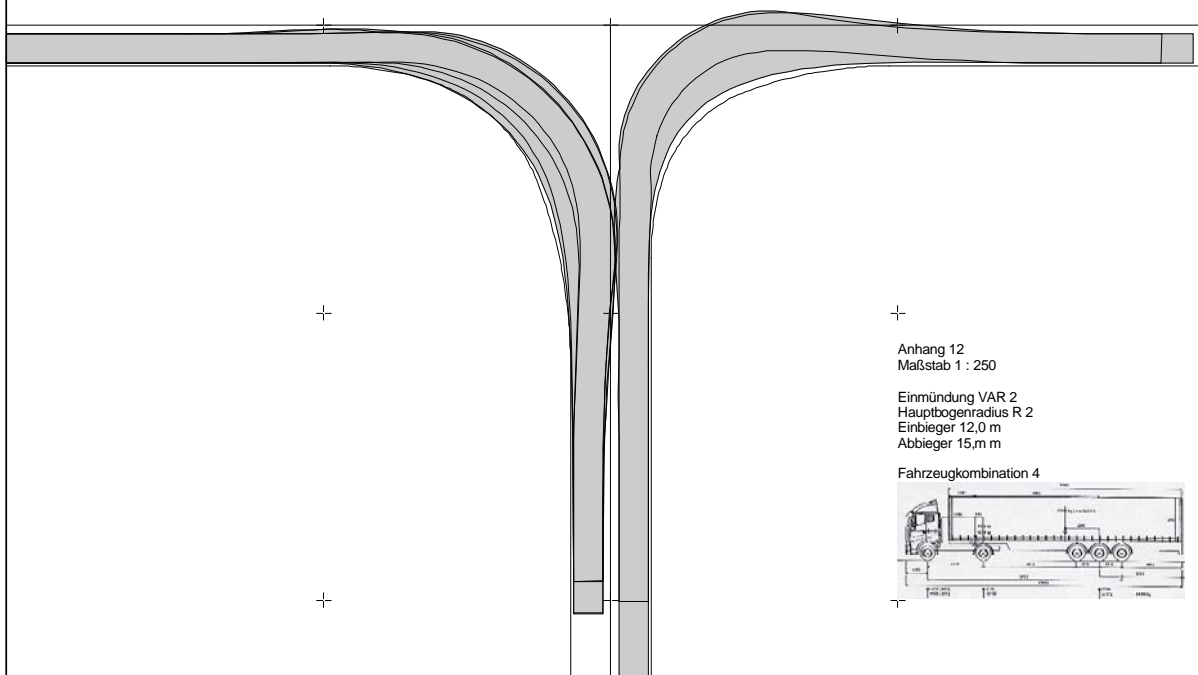 Anhang 12
Maßstab 1 : 250
Einmündung VAR 2
Hauptbogenradius R 2
Einbieger 12,0 m
Abbieger 15,m m
Fahrzeugkombination 4